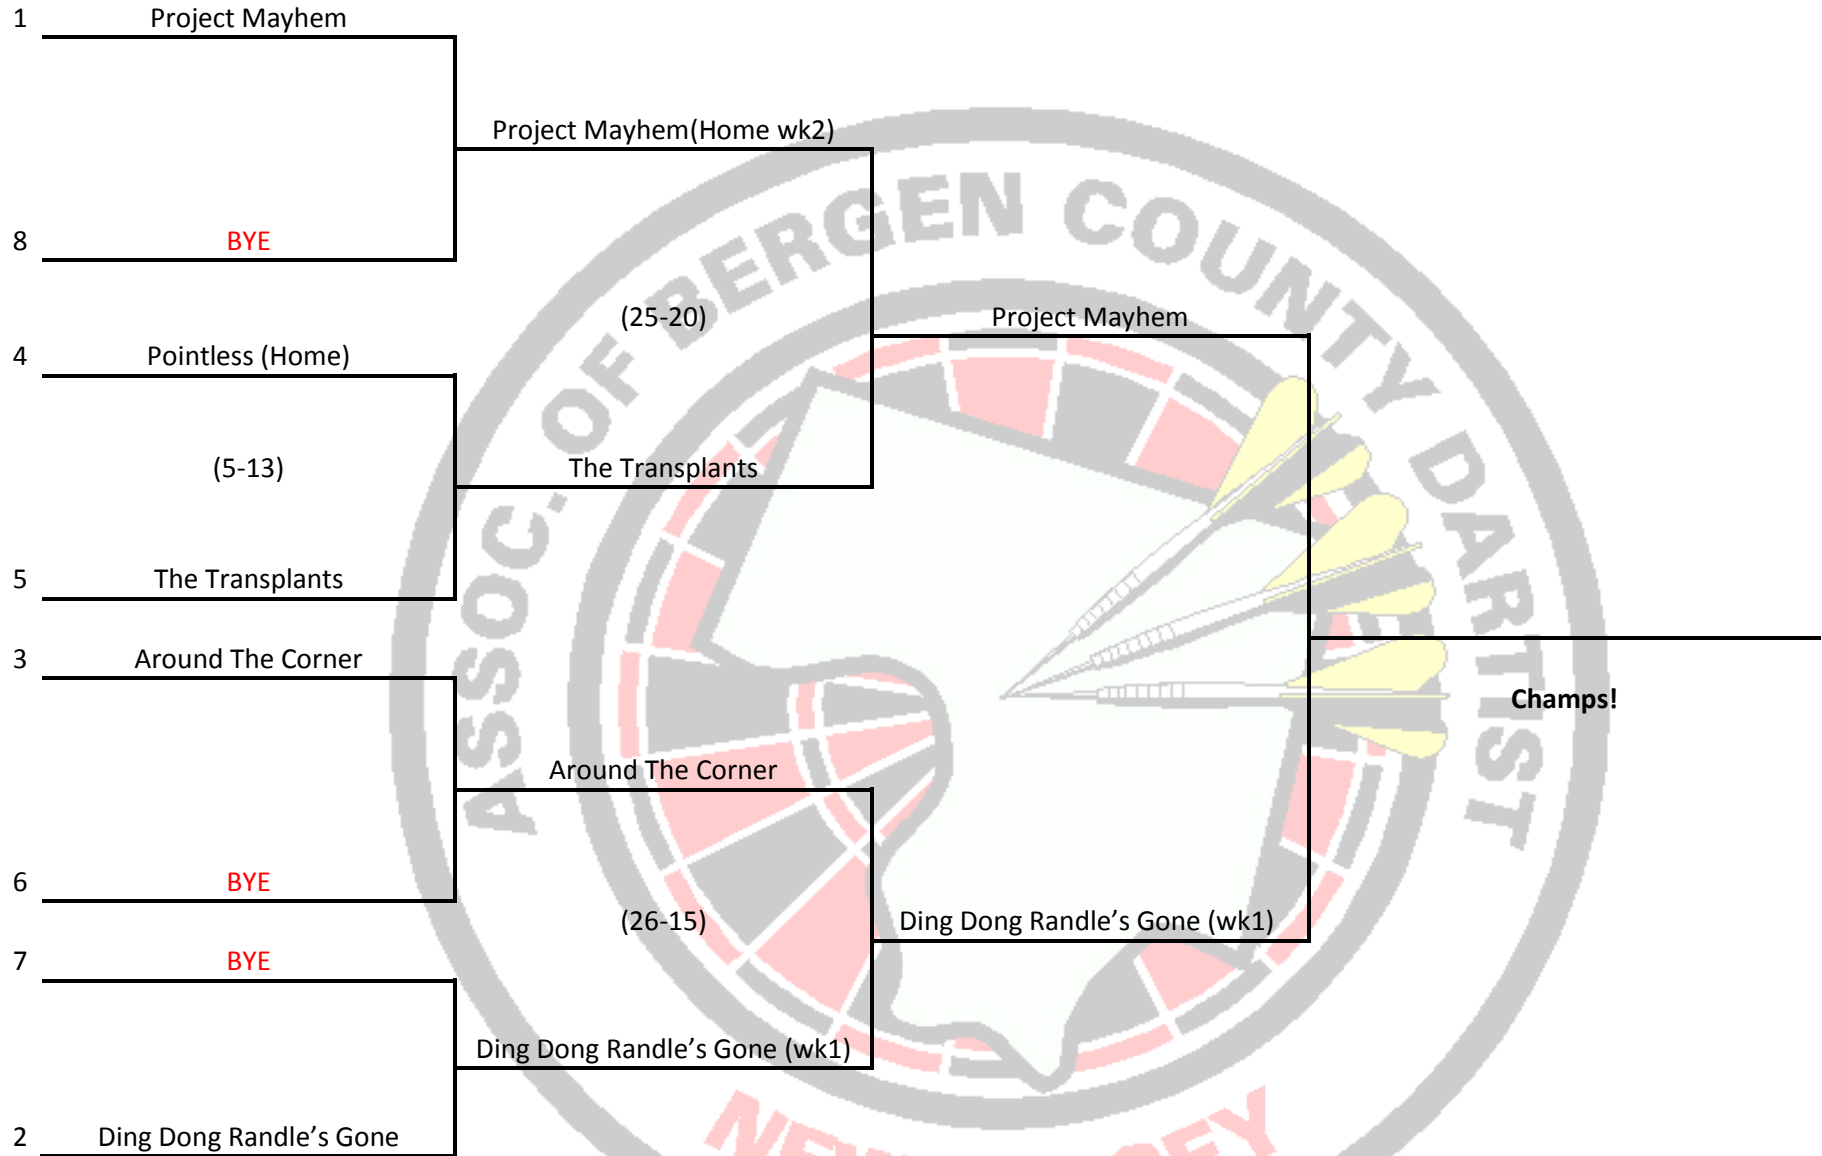 1 Project Mayhem
Project Mayhem(Home wk2)
8 BYE
(25-20)
Project Mayhem
4 Pointless (Home)
(5-13)
The Transplants
5 The Transplants
3 Around The Corner
Champs!
Around The Corner
6 BYE
(26-15)
Ding Dong Randle’s Gone (wk1)
7 BYE
Ding Dong Randle’s Gone (wk1)
2 Ding Dong Randle’s Gone
ASSOC. OF BERGEN COUNTY DARTIST